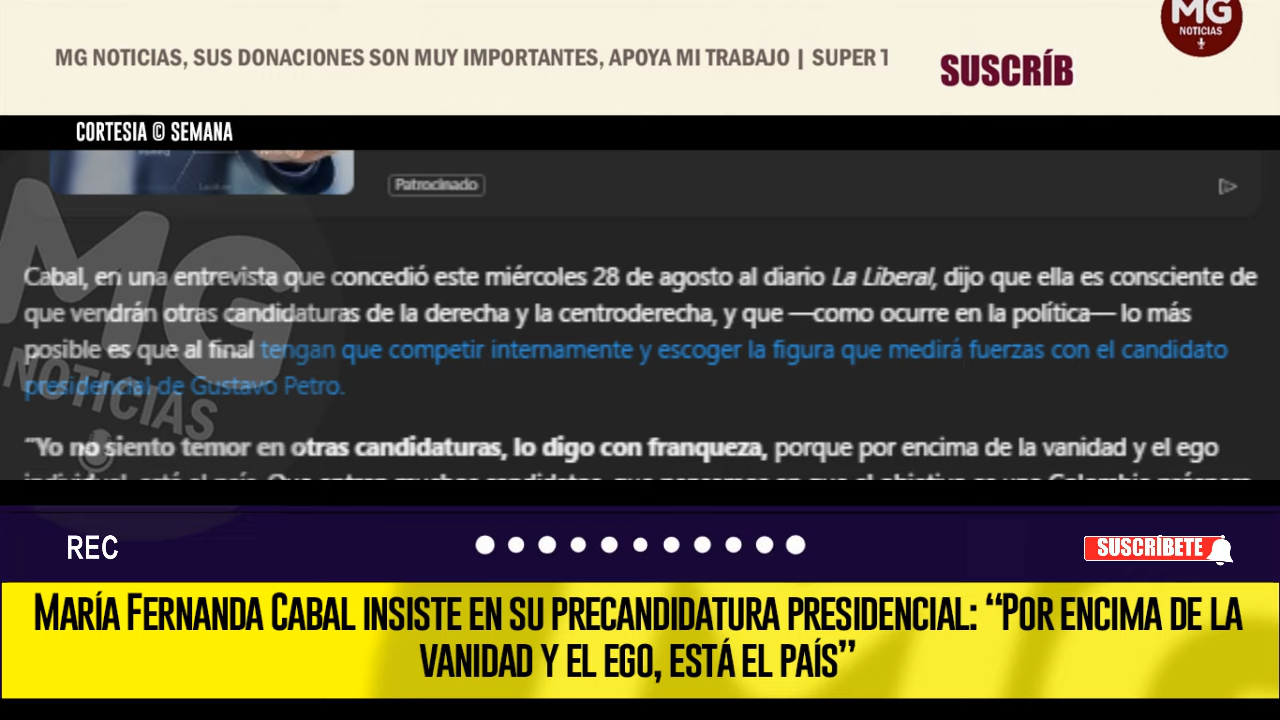 MG
NOTICIAS
MG NOTICIAS, SUS DONACIONES SON MUY IMPORTANTES, APOYA MI TRABAJO | SUPER T
SUSCRÍB
CORTESIA © SEMANA
Patrocinado
MG
NOTICIAS
Cabal, en una entrevista que concedió este miércoles 28 de agosto al diario La Liberal, dijo que ella es consciente de
que vendrán otras candidaturas de la derecha y la centroderecha, y que —como ocurre en la política— lo más
posible es que al final tengan que competir internamente y escoger la figura que medirá fuerzas con el candidato
presidencial de Gustavo Petro.
"Yo no siento temor en otras candidaturas, lo digo con franqueza, porque por encima de la vanidad y el ego
REC
SUSCRÍBETE
MARÍA FERNANDA CABAL INSISTE EN SU PRECANDIDATURA PRESIDENCIAL: “POR ENCIMA DE LA
VANIDAD Y EL EGO, ESTÁ EL PAÍS”